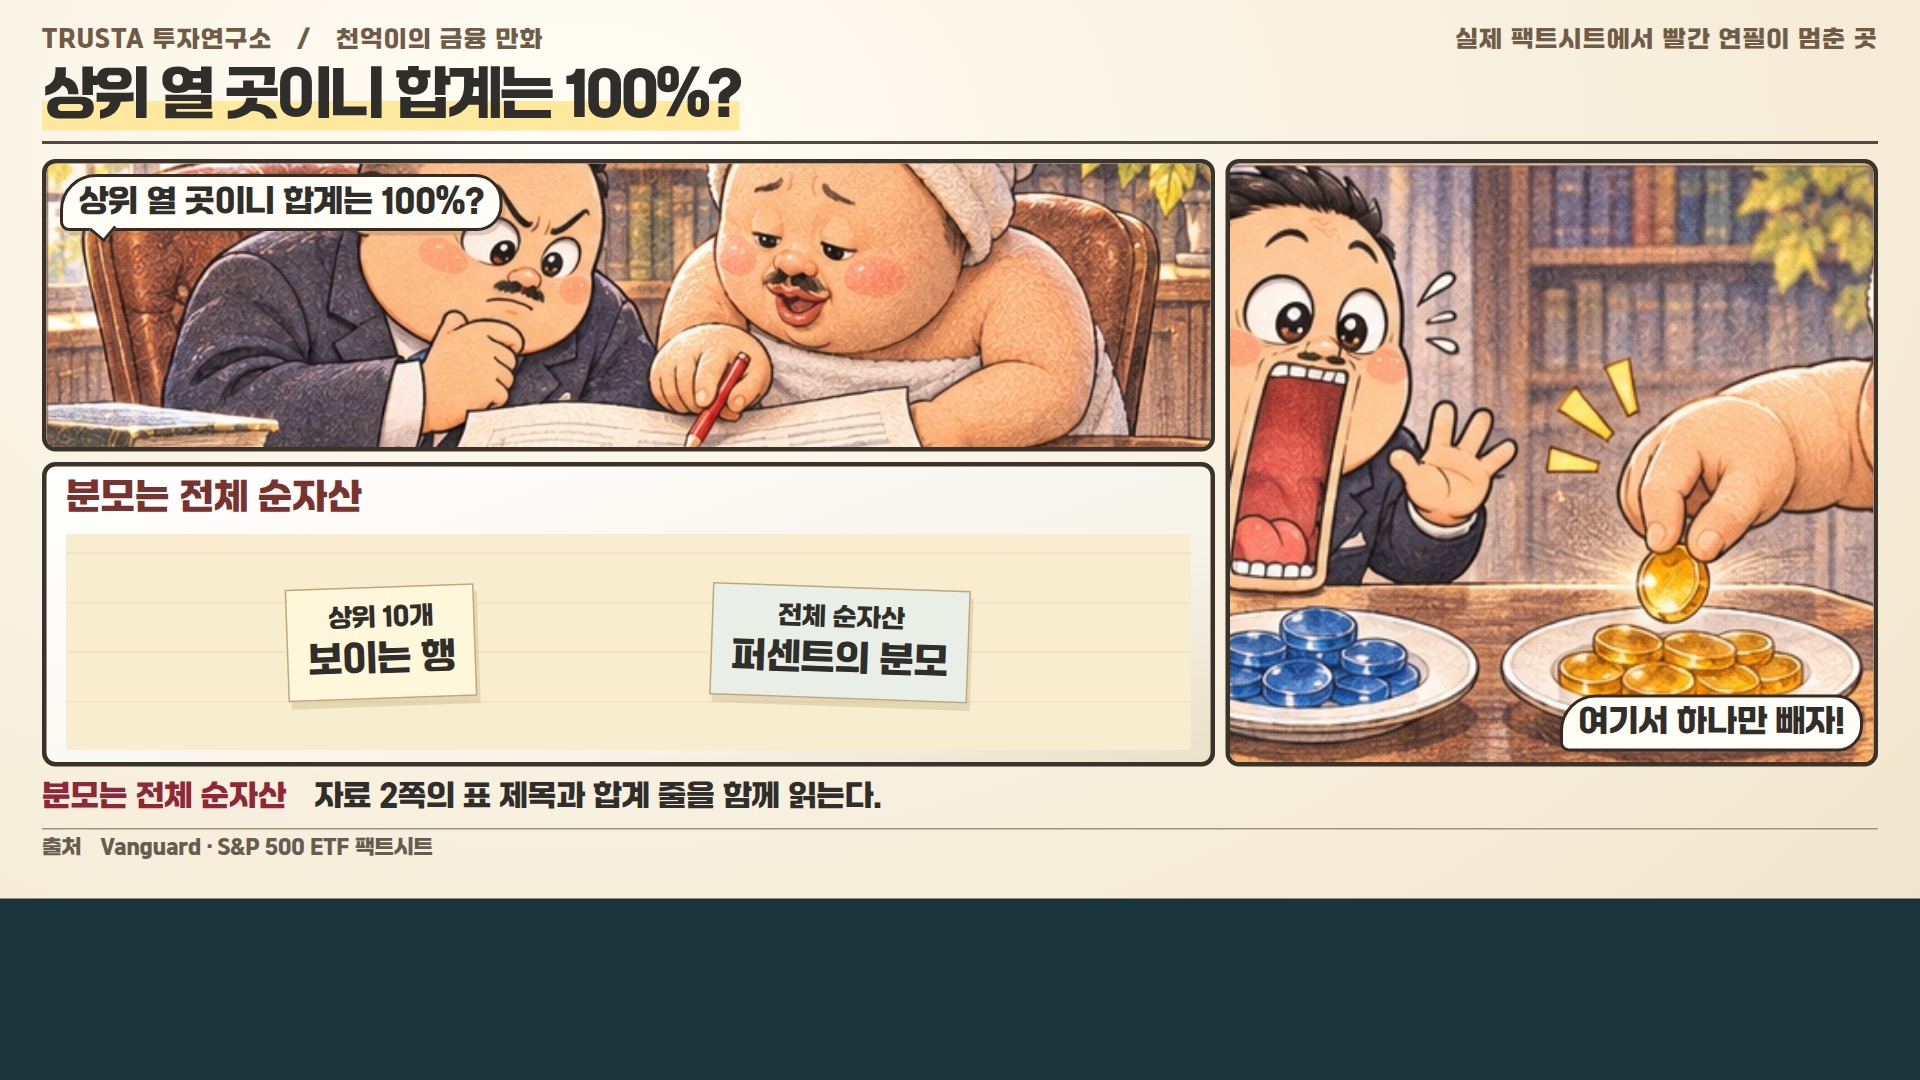 TRUSTA 투자연구소 / 천억이의 금융 만화
실제 팩트시트에서 빨간 연필이 멈춘 곳
상위 열 곳이니 합계는 100%?
상위 열 곳이니 합계는 100%?
분모는 전체 순자산
상위 10개
보이는 행
전체 순자산
퍼센트의 분모
여기서 하나만 빼자!
분모는 전체 순자산 자료 2쪽의 표 제목과 합계 줄을 함께 읽는다.
출처 Vanguard · S&P 500 ETF 팩트시트